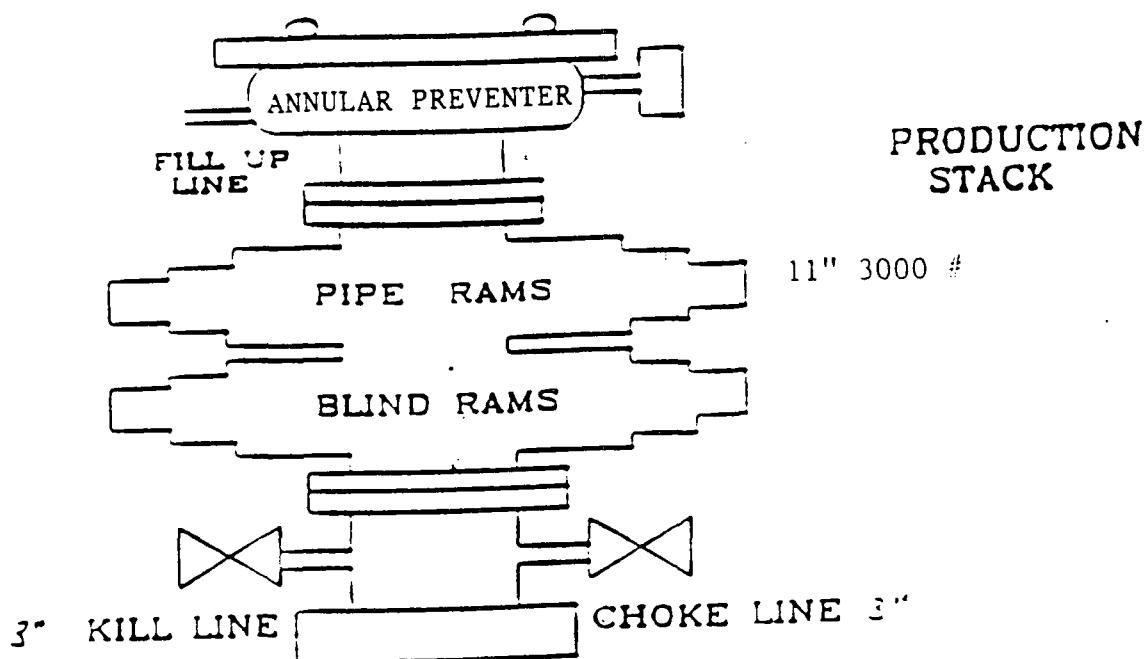 ANNULAR PREVENTER
FILL UP
LINE
PRODUCTION
STACK
11" 3000 #
PIPE RAMS
BLIND RAMS
3" KILL LINE
CHOKE LINE 3"